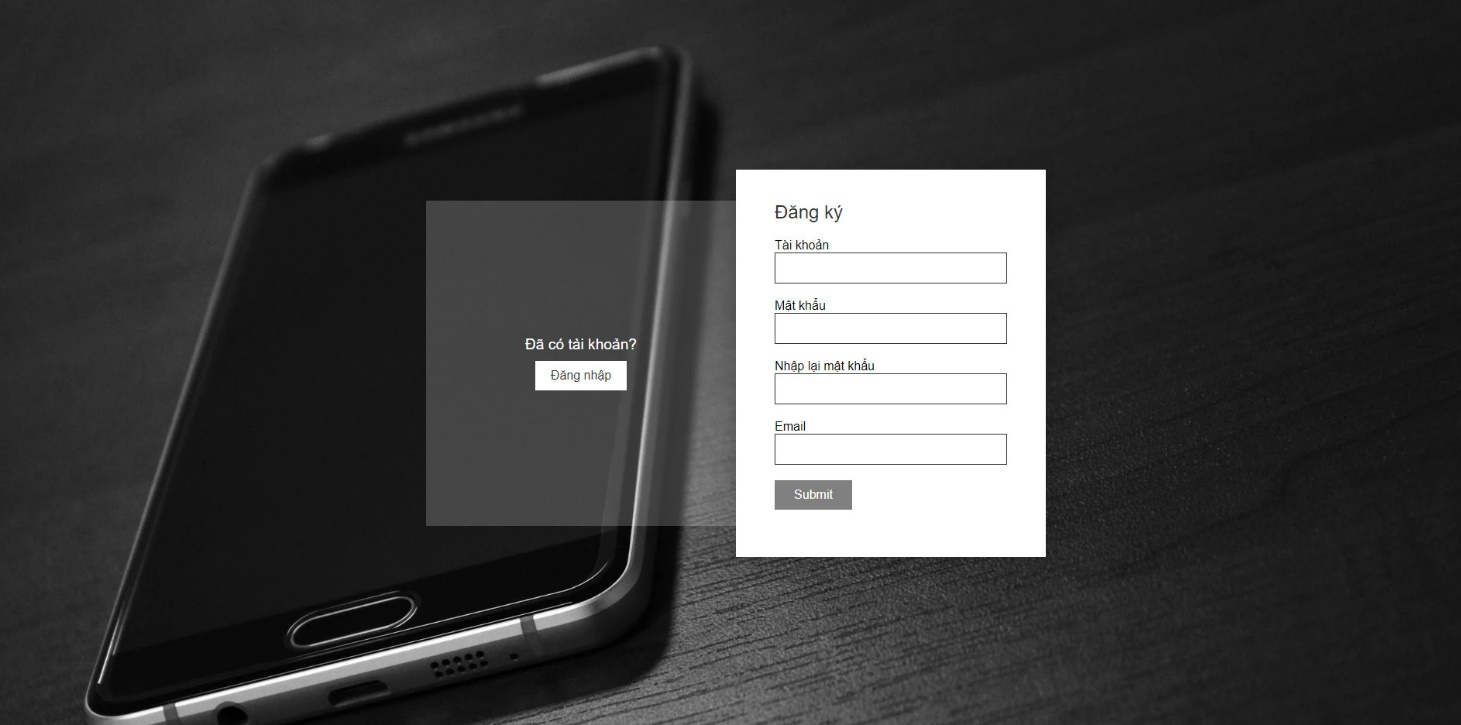 Đăng ký
Tài khoản
Mật khẩu
Nhập lại mật khẩu
Email
Submit
Đã có tài khoản?
Đăng nhập